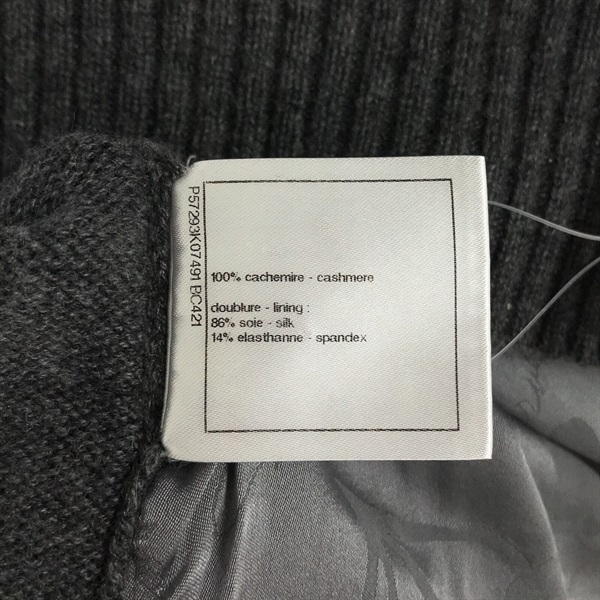 P57293K07491 BC421
100% cachemire - cashmere
doublure - lining :
86% soie - silk
14% elasthanne - spandex